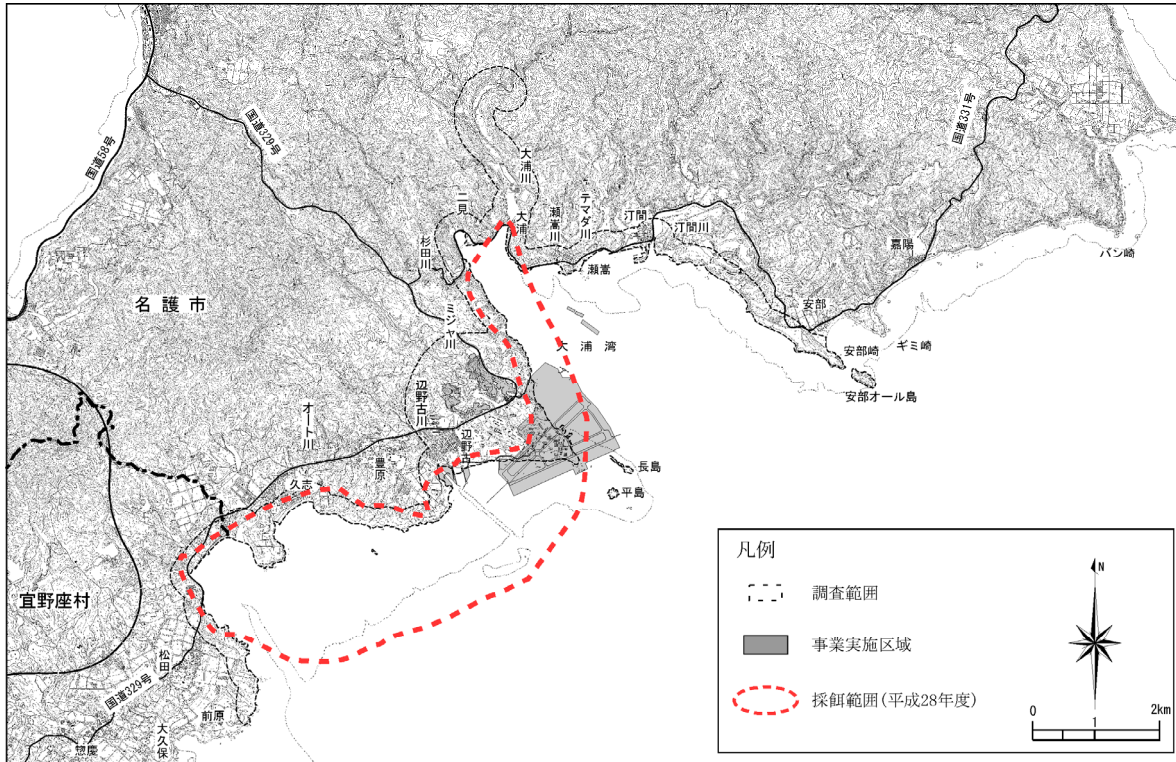 国道58号
国道329号
国道331号
大浦川
二見
大浦
瀬嵩川
テマダ川
汀間
汀間川
杉田川
瀬嵩
嘉陽
バン崎
名護市
ミジャ川
大浦湾
安部
安部崎
ギミ崎
安部オール島
辺野古川
オート川
辺野古
豊原
久志
長島
平島
宜野座村
松田
国道329号
前原
大久保
惣慶
凡例
調査範囲
事業実施区域
採餌範囲(平成28年度)
N
0
1
2km